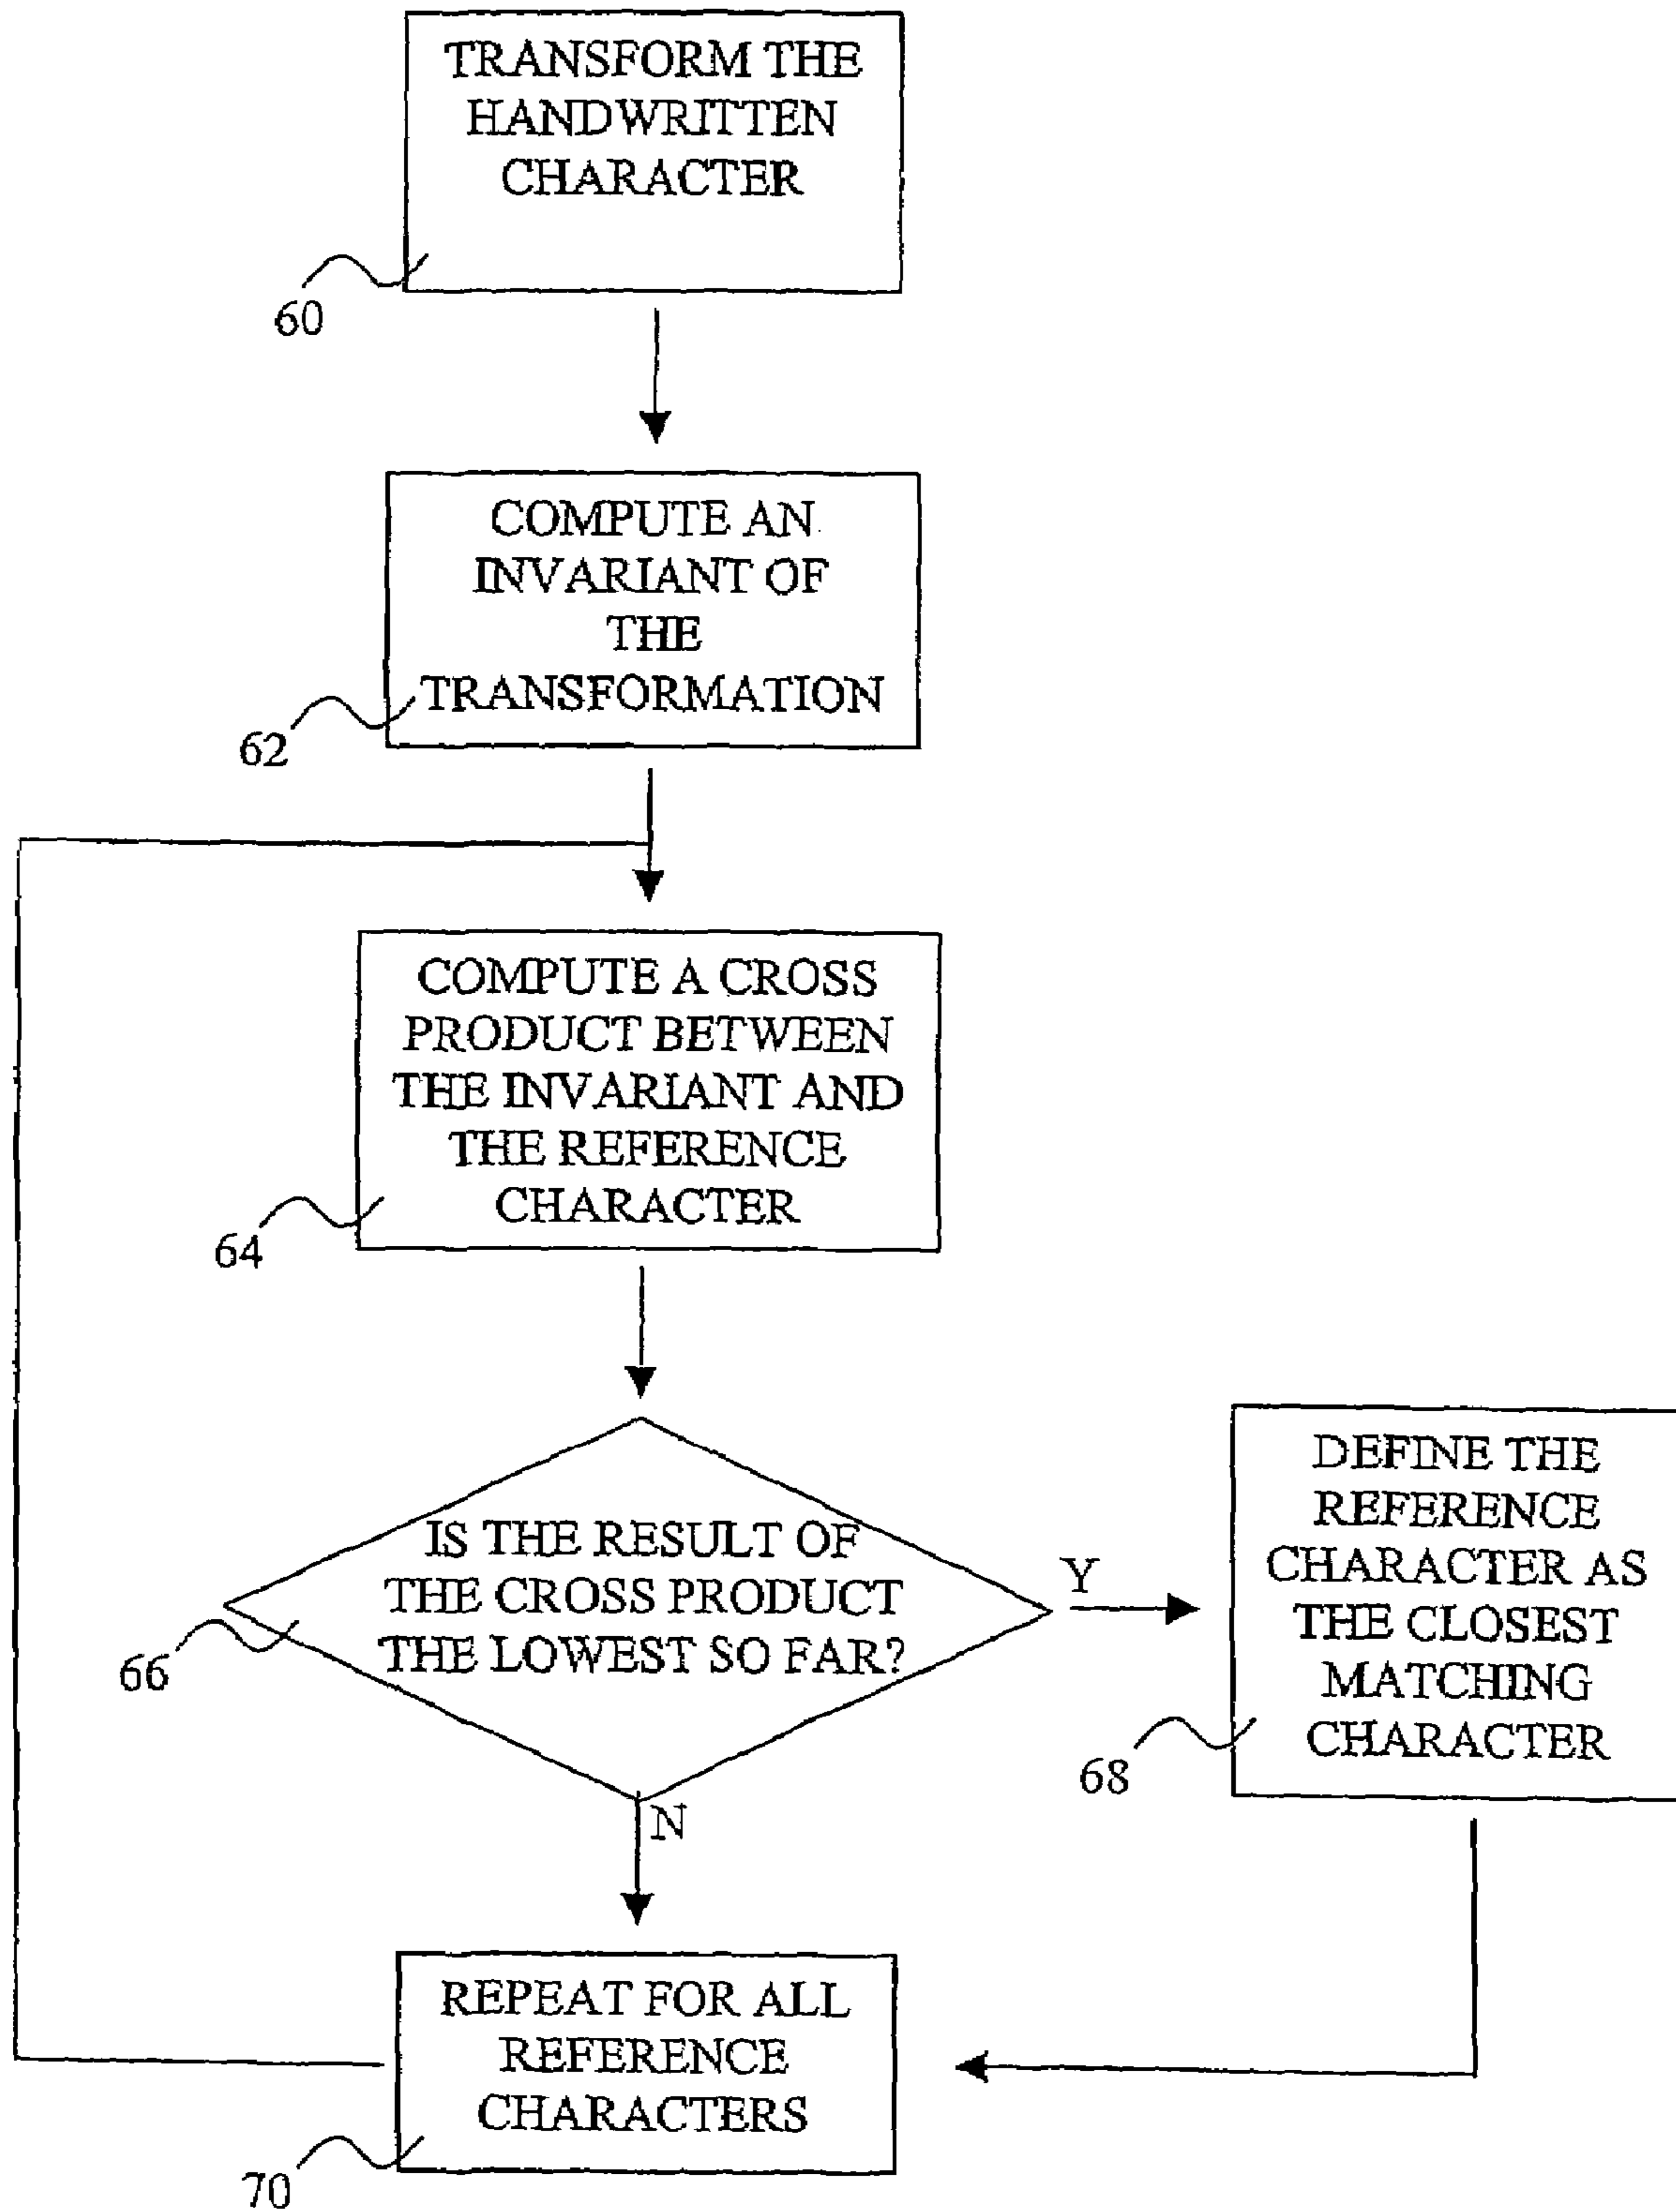 TRANSFORM THE
HANDWRITTEN
CHARACTER
60
COMPUTE AN
INVARIANT OF
THE
TRANSFORMATION
62
COMPUTE A CROSS
PRODUCT BETWEEN
THE INVARIANT AND
THE REFERENCE
CHARACTER
64
IS THE RESULT OF
THE CROSS PRODUCT
THE LOWEST SO FAR?
66
Y
N
DEFINE THE
REFERENCE
CHARACTER AS
THE CLOSEST
MATCHING
CHARACTER
68
REPEAT FOR ALL
REFERENCE
CHARACTERS
70